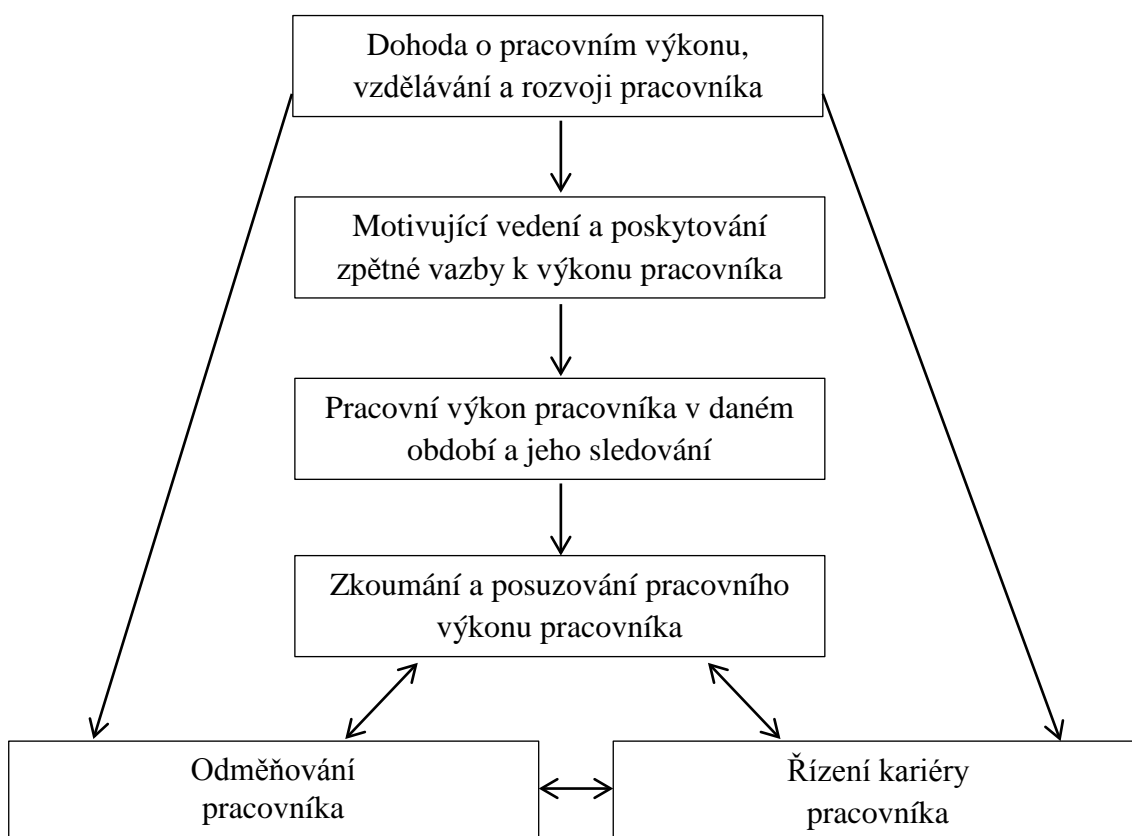 Dohoda o pracovním výkonu,
vzdělávání a rozvoji pracovníka
Motivující vedení a poskytování
zpětné vazby k výkonu pracovníka
Pracovní výkon pracovníka v daném
období a jeho sledování
Zkoumání a posuzování pracovního
výkonu pracovníka
Odměňování
pracovníka
Řízení kariéry
pracovníka